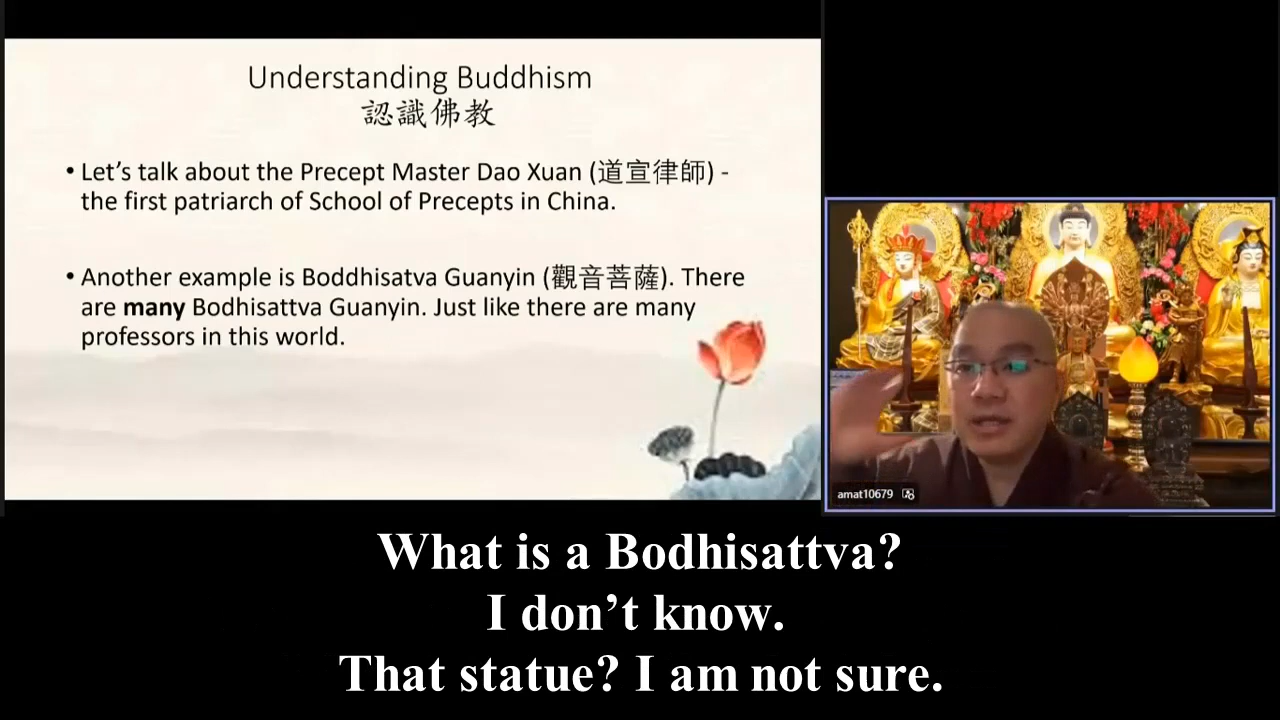 Understanding Buddhism
認識佛教
• Let’s talk about the Precept Master Dao Xuan (道宣律師) -
the first patriarch of School of Precepts in China.
• Another example is Boddhisatva Guanyin (觀音菩薩). There
are many Bodhisattva Guanyin. Just like there are many
professors in this world.
amat10679
What is a Bodhisattva?
I don’t know.
That statue? I am not sure.